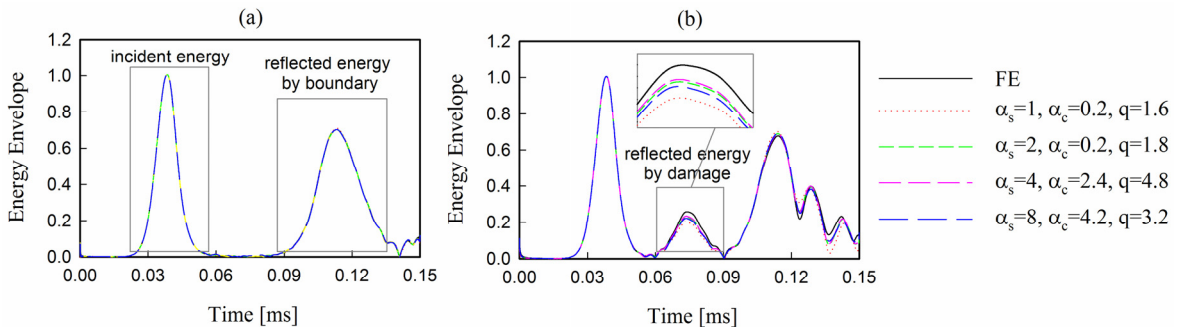 (a)
1.2
1.0
0.8
0.6
0.4
0.2
0.0
Energy Envelope
incident energy
reflected energy
by boundary
0.00 0.03 0.06 0.09 0.12 0.15
Time [ms]
(b)
1.2
1.0
0.8
0.6
0.4
0.2
0.0
Energy Envelope
reflected energy
by damage
0.00 0.03 0.06 0.09 0.12 0.15
Time [ms]
FE
αs=1, αc=0.2, q=1.6
αs=2, αc=0.2, q=1.8
αs=4, αc=2.4, q=4.8
αs=8, αc=4.2, q=3.2